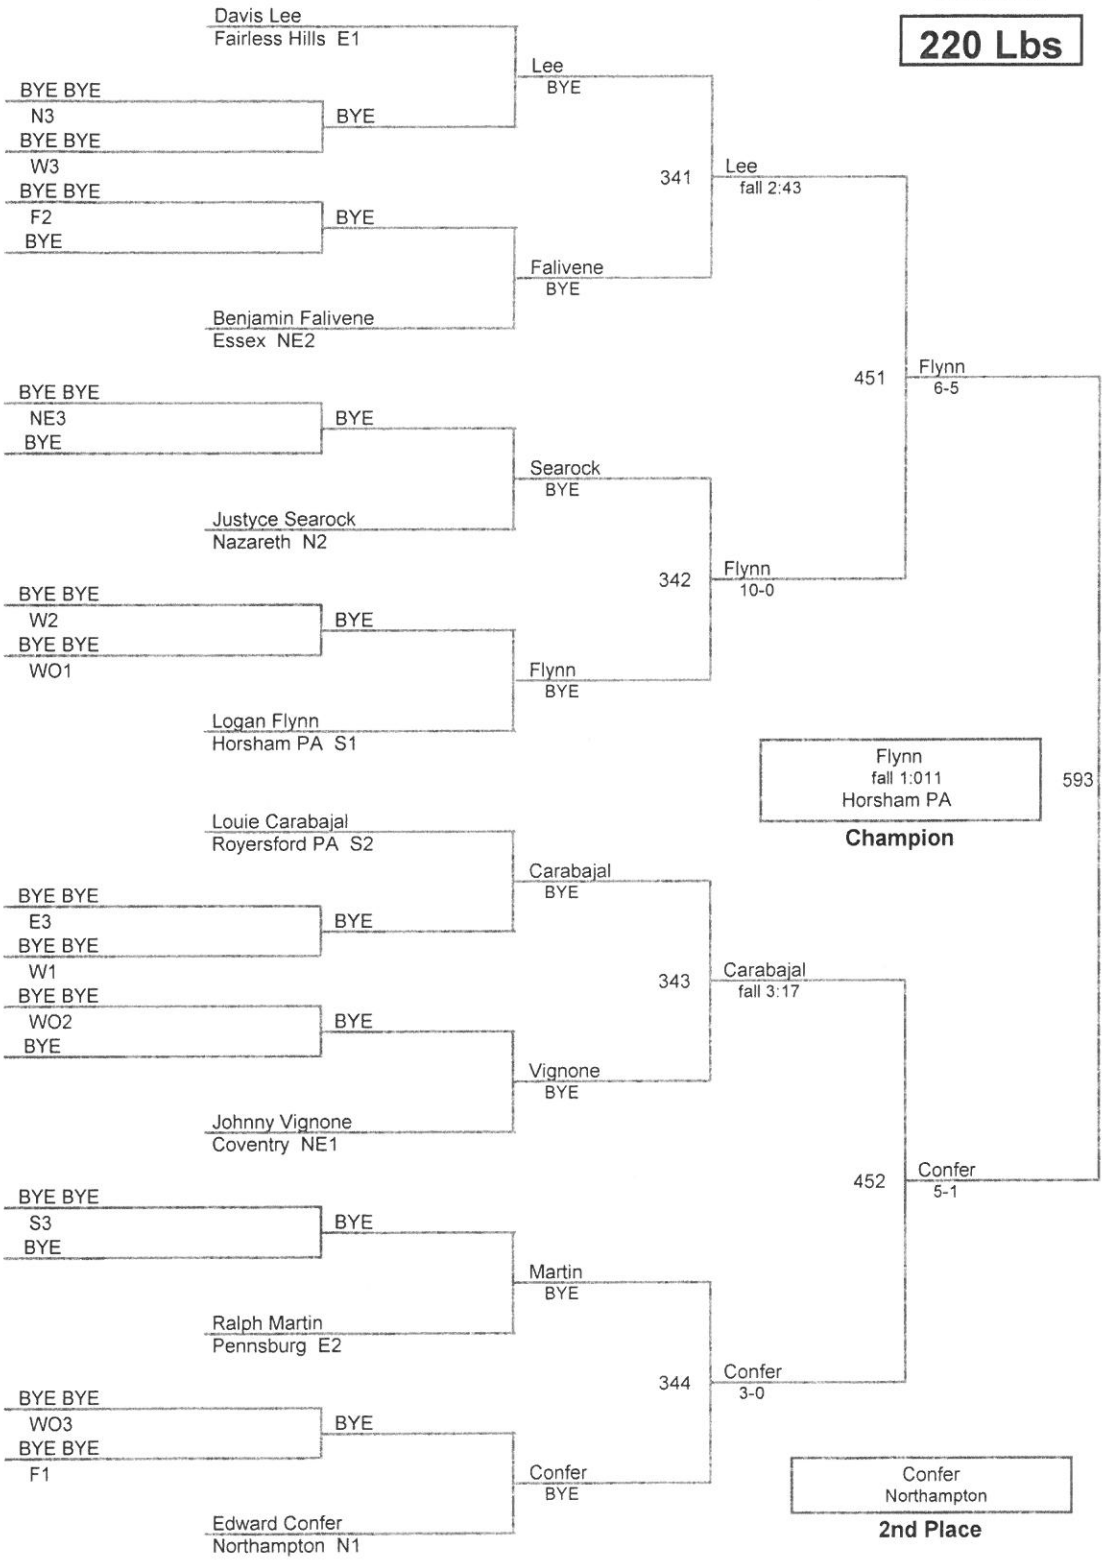 220 Lbs
Davis Lee
Fairless Hills E1
Lee
BYE
BYE BYE
N3
BYE
BYE BYE
W3
341
Lee
fall 2:43
BYE BYE
F2
BYE
BYE
Falivene
BYE
Benjamin Falivene
Essex NE2
451
Flynn
6-5
BYE BYE
NE3
BYE
BYE
Searock
BYE
Justyce Searock
Nazareth N2
342
Flynn
10-0
BYE BYE
W2
BYE
BYE BYE
WO1
Flynn
BYE
Logan Flynn
Horsham PA S1
Flynn
fall 1:011
Horsham PA
593
Champion
Louie Carabajal
Royersford PA S2
Carabajal
BYE
BYE BYE
E3
BYE
BYE BYE
W1
343
Carabajal
fall 3:17
BYE BYE
WO2
BYE
BYE
Vignone
BYE
Johnny Vignone
Coventry NE1
452
Confer
5-1
BYE BYE
S3
BYE
BYE
Martin
BYE
Ralph Martin
Pennsburg E2
344
Confer
3-0
BYE BYE
WO3
BYE
BYE BYE
F1
Confer
BYE
Edward Confer
Northampton N1
Confer
Northampton
2nd Place